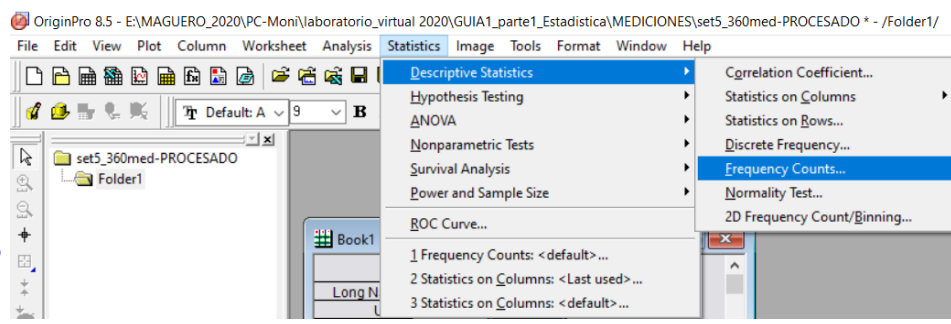 OriginPro 8.5 - E:\MAGUERO_2020\PC-Moni\laboratorio_virtual 2020\GUIA1_parte1_Estadistica\MEDICIONES\set5_360med-PROCESADO * - /Folder1/
File Edit View Plot Column Worksheet Analysis Statistics Image Tools Format Window Help
Default: A 9 B
Descriptive Statistics
Hypothesis Testing
ANOVA
Nonparametric Tests
Survival Analysis
Power and Sample Size
ROC Curve...
1 Frequency Counts: <default>...
2 Statistics on Columns: <Last used>...
3 Statistics on Columns: <default>...
Correlation Coefficient...
Statistics on Columns
Statistics on Rows...
Discrete Frequency...
Frequency Counts...
Normality Test...
2D Frequency Count/Binning...
set5_360med-PROCESADO
Folder1
Book1
Long N